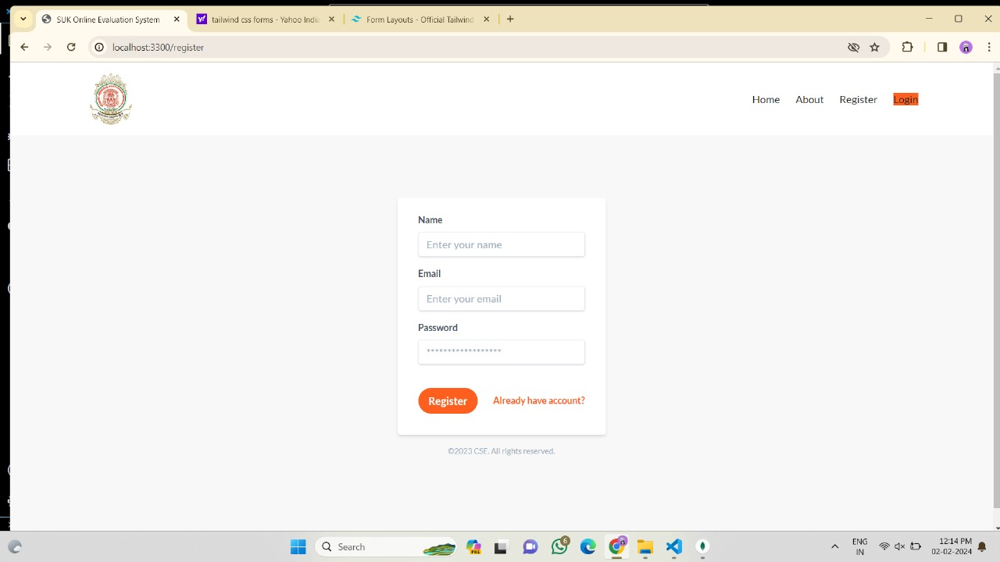 SUK Online Evaluation System
tailwind css forms - Yahoo India
Form Layouts - Official Tailwind
localhost:3300/register
Home About Register Login
Name
Enter your name
Email
Enter your email
Password
******************
Register Already have account?
©2023 CSE. All rights reserved.
Search
PRE
6
ENG
IN
12:14 PM
02-02-2024